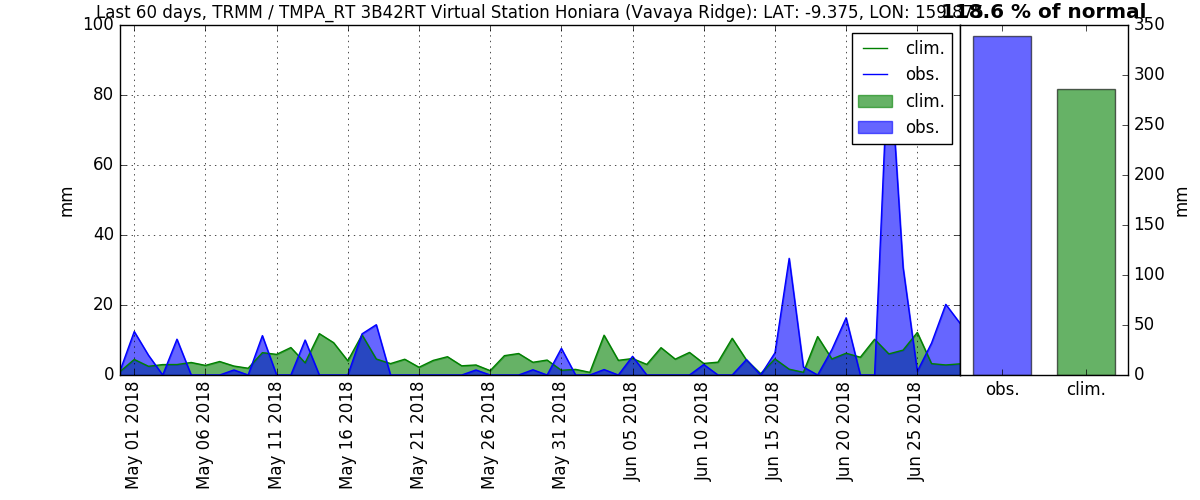 Last 60 days, TRMM / TMPA_RT 3B42RT Virtual Station Honiara (Vavaya Ridge): LAT: -9.375, LON:
118.6 % of normal
100
80
60
40
20
0
mm
clim.
obs.
clim.
obs.
350
300
250
200
150
100
50
0
mm
obs.
clim.
May 01 2018
May 06 2018
May 11 2018
May 16 2018
May 21 2018
May 26 2018
May 31 2018
Jun 05 2018
Jun 10 2018
Jun 15 2018
Jun 20 2018
Jun 25 2018